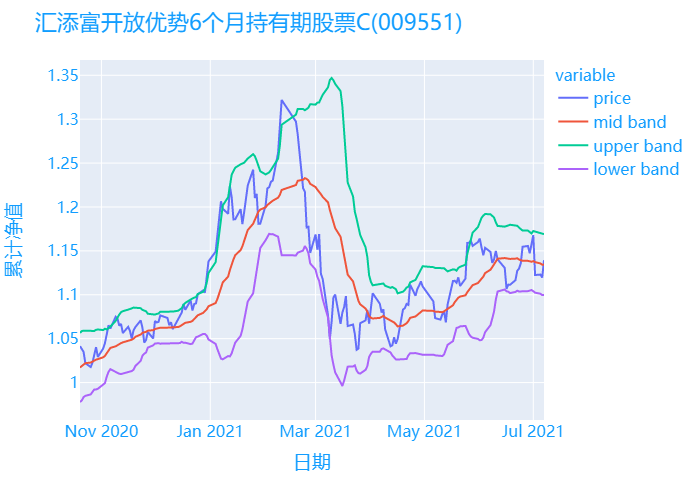 汇添富开放优势6个月持有期股票C(009551)
variable
price
mid band
upper band
lower band
1.35
1.3
1.25
1.2
1.15
1.1
1.05
1
累计净值
Nov 2020
Jan 2021
Mar 2021
May 2021
Jul 2021
日期